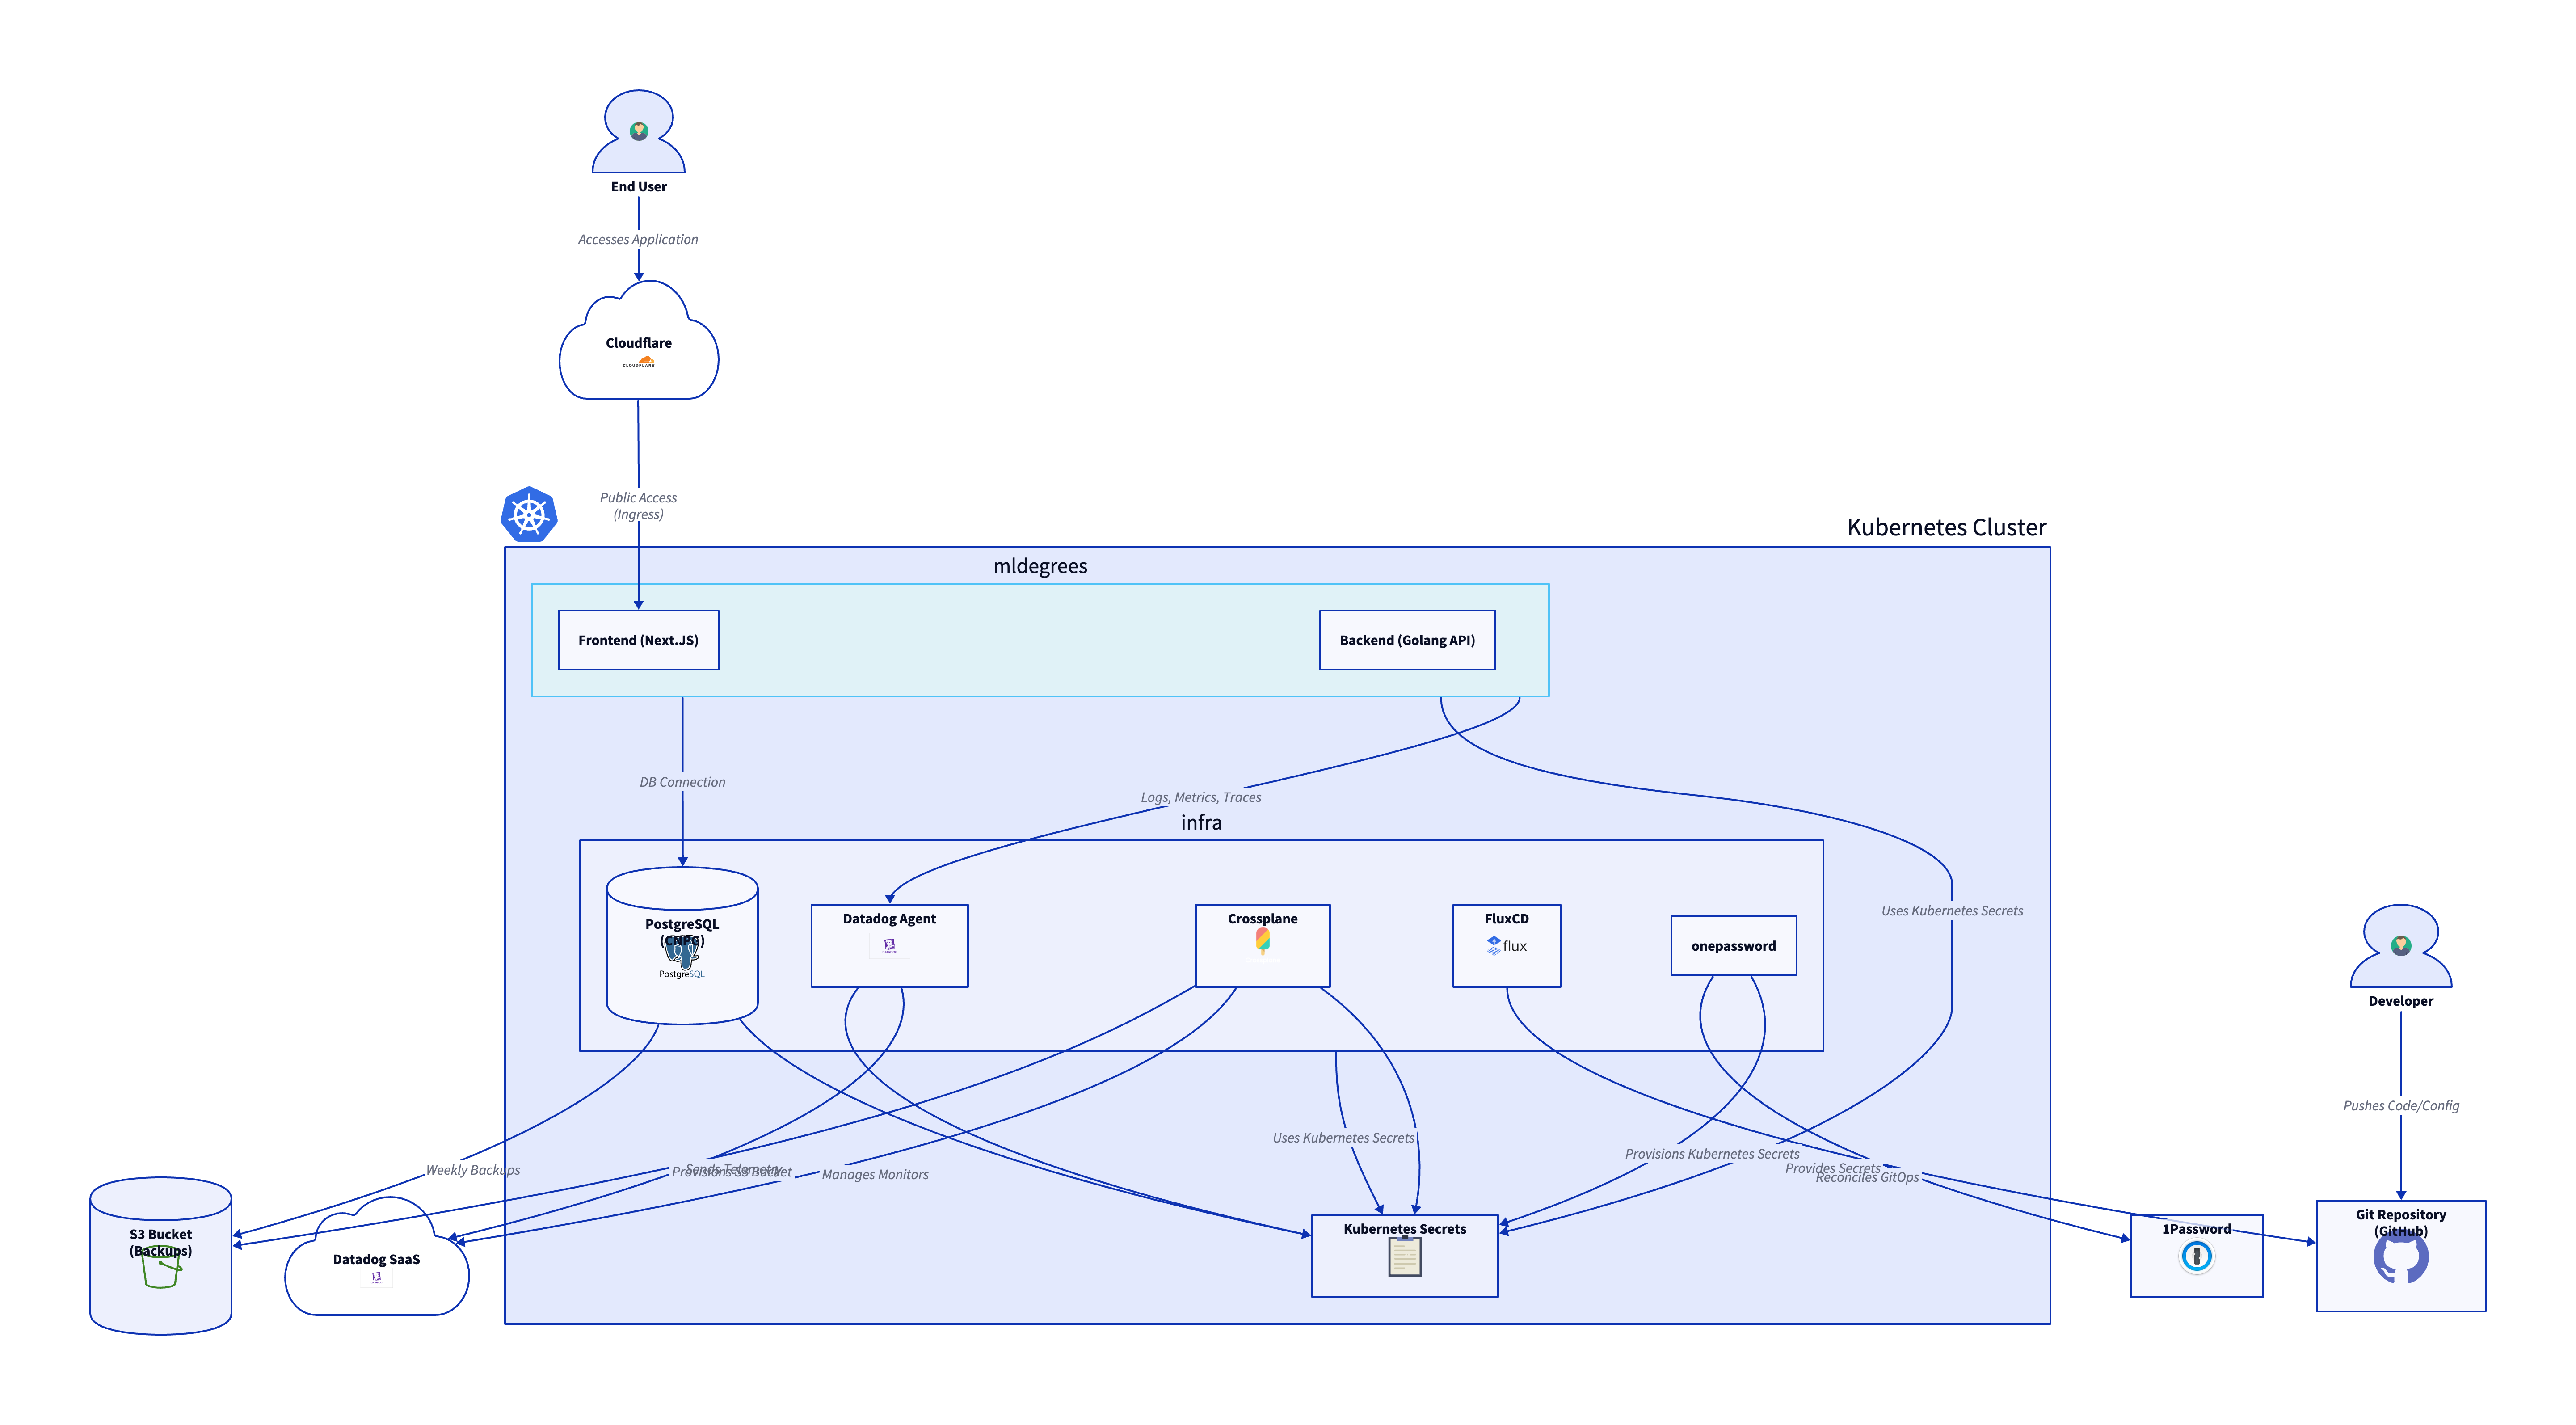 End User
Accesses Application
Cloudflare
CLOUDFLARE
Public Access
(Ingress)
Kubernetes Cluster
mldegrees
Frontend (Next.JS)
Backend (Golang API)
DB Connection
Logs, Metrics, Traces
infra
PostgreSQL
(CNPG)
PostgreSQL
Datadog Agent
DATADOG
Crossplane
FluxCD
flux
onepassword
Uses Kubernetes Secrets
Developer
Pushes Code/Config
Uses Kubernetes Secrets
Provisions Kubernetes Secrets
Weekly Backups
Sends Telemetry
Provisions S3 Bucket
Manages Monitors
Provides Secrets
Reconciles GitOps
S3 Bucket
(Backups)
Datadog SaaS
DATADOG
Kubernetes Secrets
1Password
Git Repository
(GitHub)